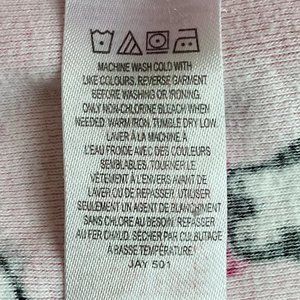 MACHINE WASH COLD WITH
LIKE COLOURS, REVERSE GARMENT
BEFORE WASHING OR IRONING.
ONLY NON-CHLORINE BLEACH WHEN
NEEDED. WARM IRON. TUMBLE DRY LOW.
LAVER À LA MACHINE À
L'EAU FROIDE AVEC DES COULEURS
SEMBLABLES. TOURNER LE
VÊTEMENT À L'ENVERS AVANT DE
LAVER OU DE REPASSER. UTILISER
SEULEMENT UN AGENT DE BLANCHIMENT
SANS CHLORE AU BESOIN. REPASSER
AU FER CHAUD. SÉCHER PAR CULBUTAGE
À BASSE TEMPÉRATURE.
JAY 501